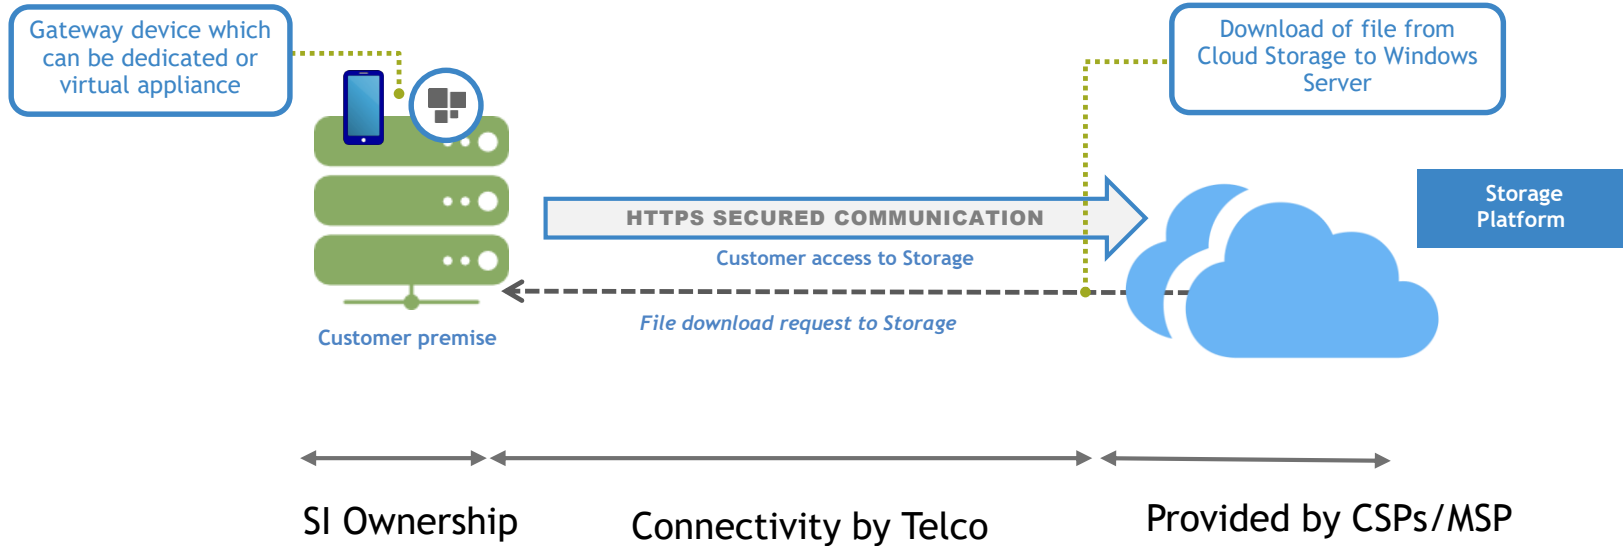 Gateway device which
can be dedicated or
virtual appliance
Download of file from
Cloud Storage to Windows
Server
Storage
Platform
HTTPS SECURED COMMUNICATION
Customer access to Storage
File download request to Storage
Customer premise
SI Ownership
Connectivity by Telco
Provided by CSPs/MSP